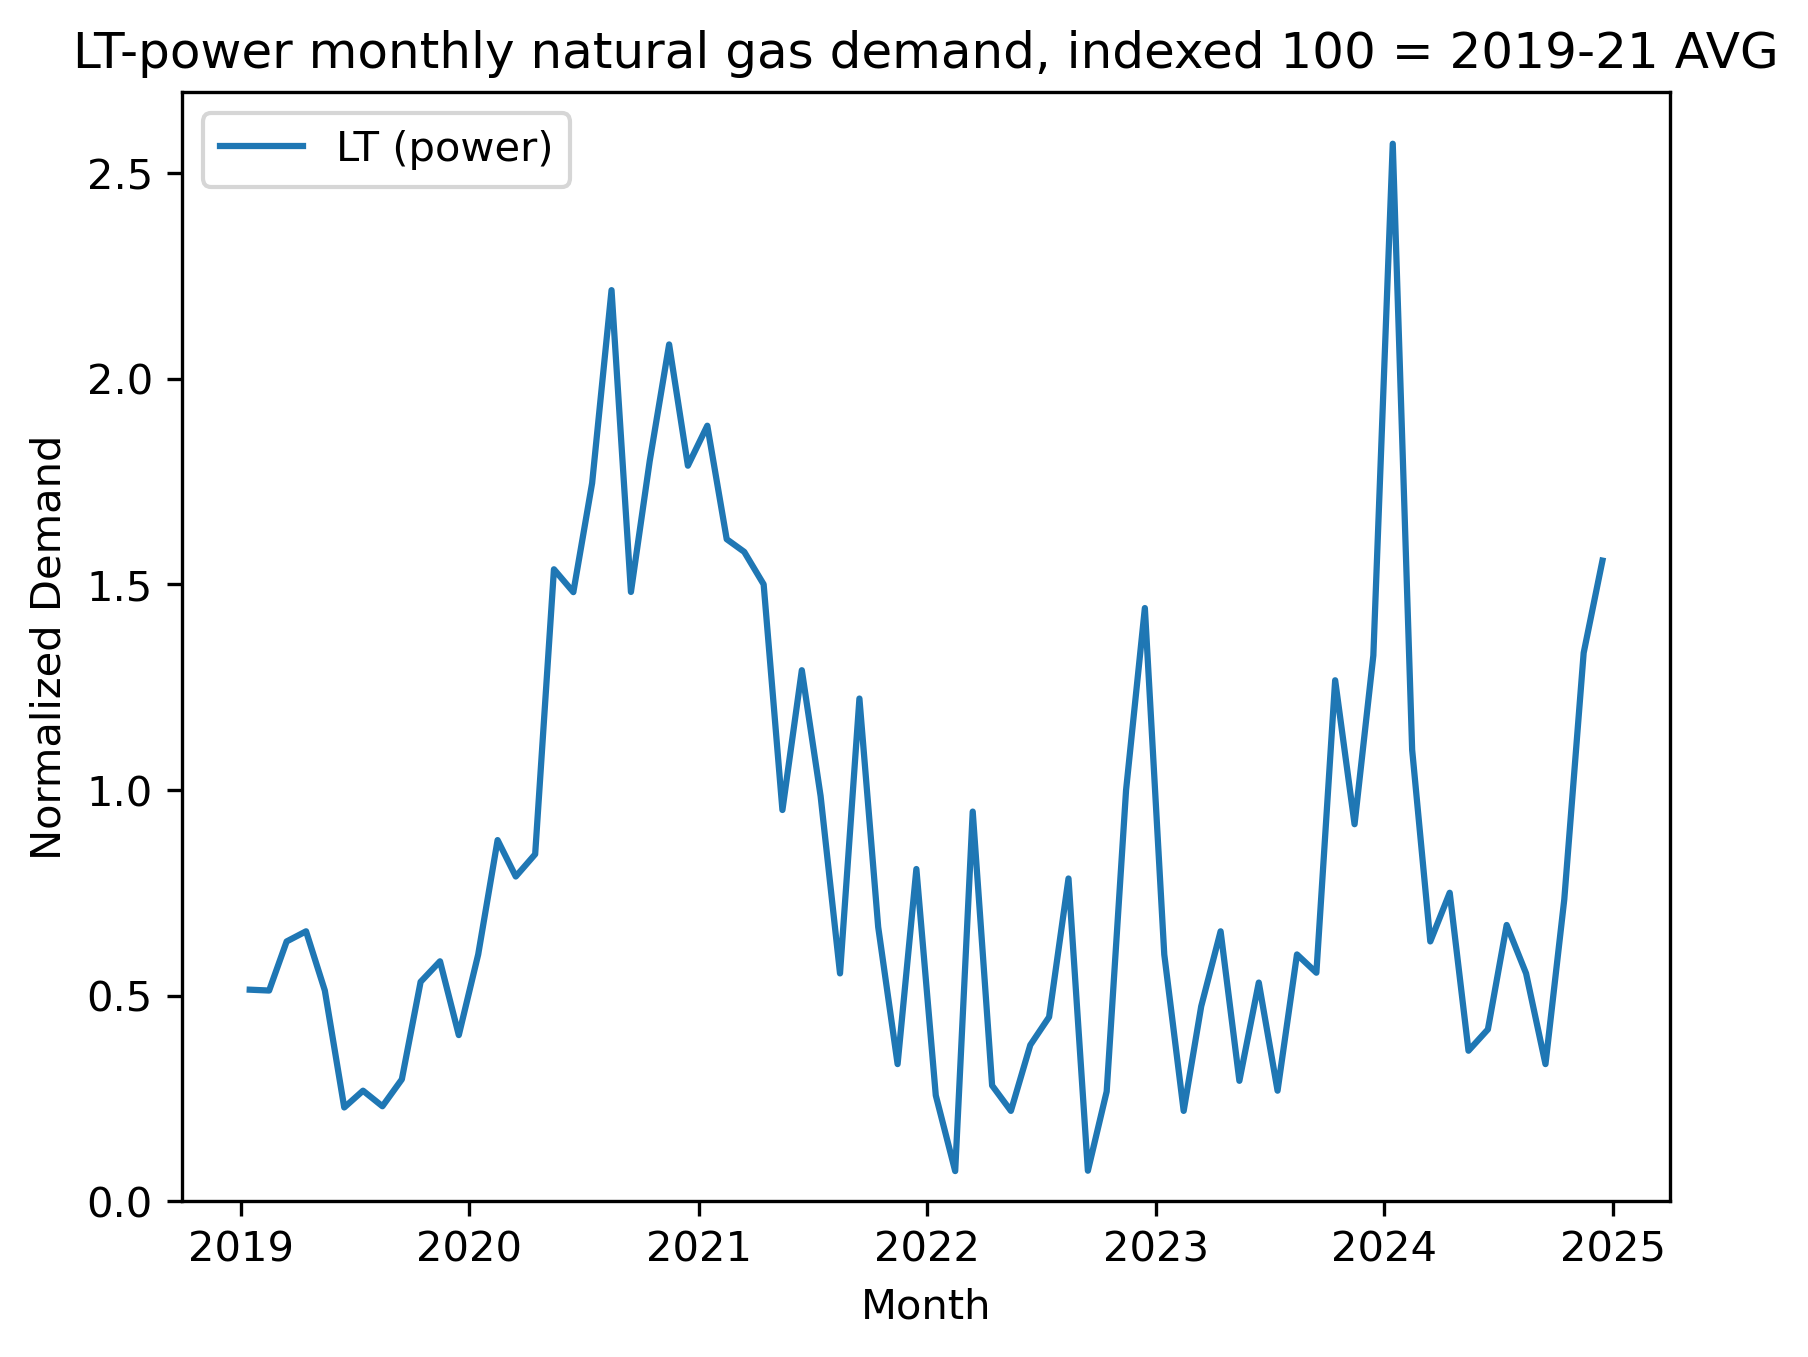 LT-power monthly natural gas demand, indexed 100 = 2019-21 AVG
LT (power)
Normalized Demand
2.5
2.0
1.5
1.0
0.5
0.0
2019 2020 2021 2022 2023 2024 2025
Month